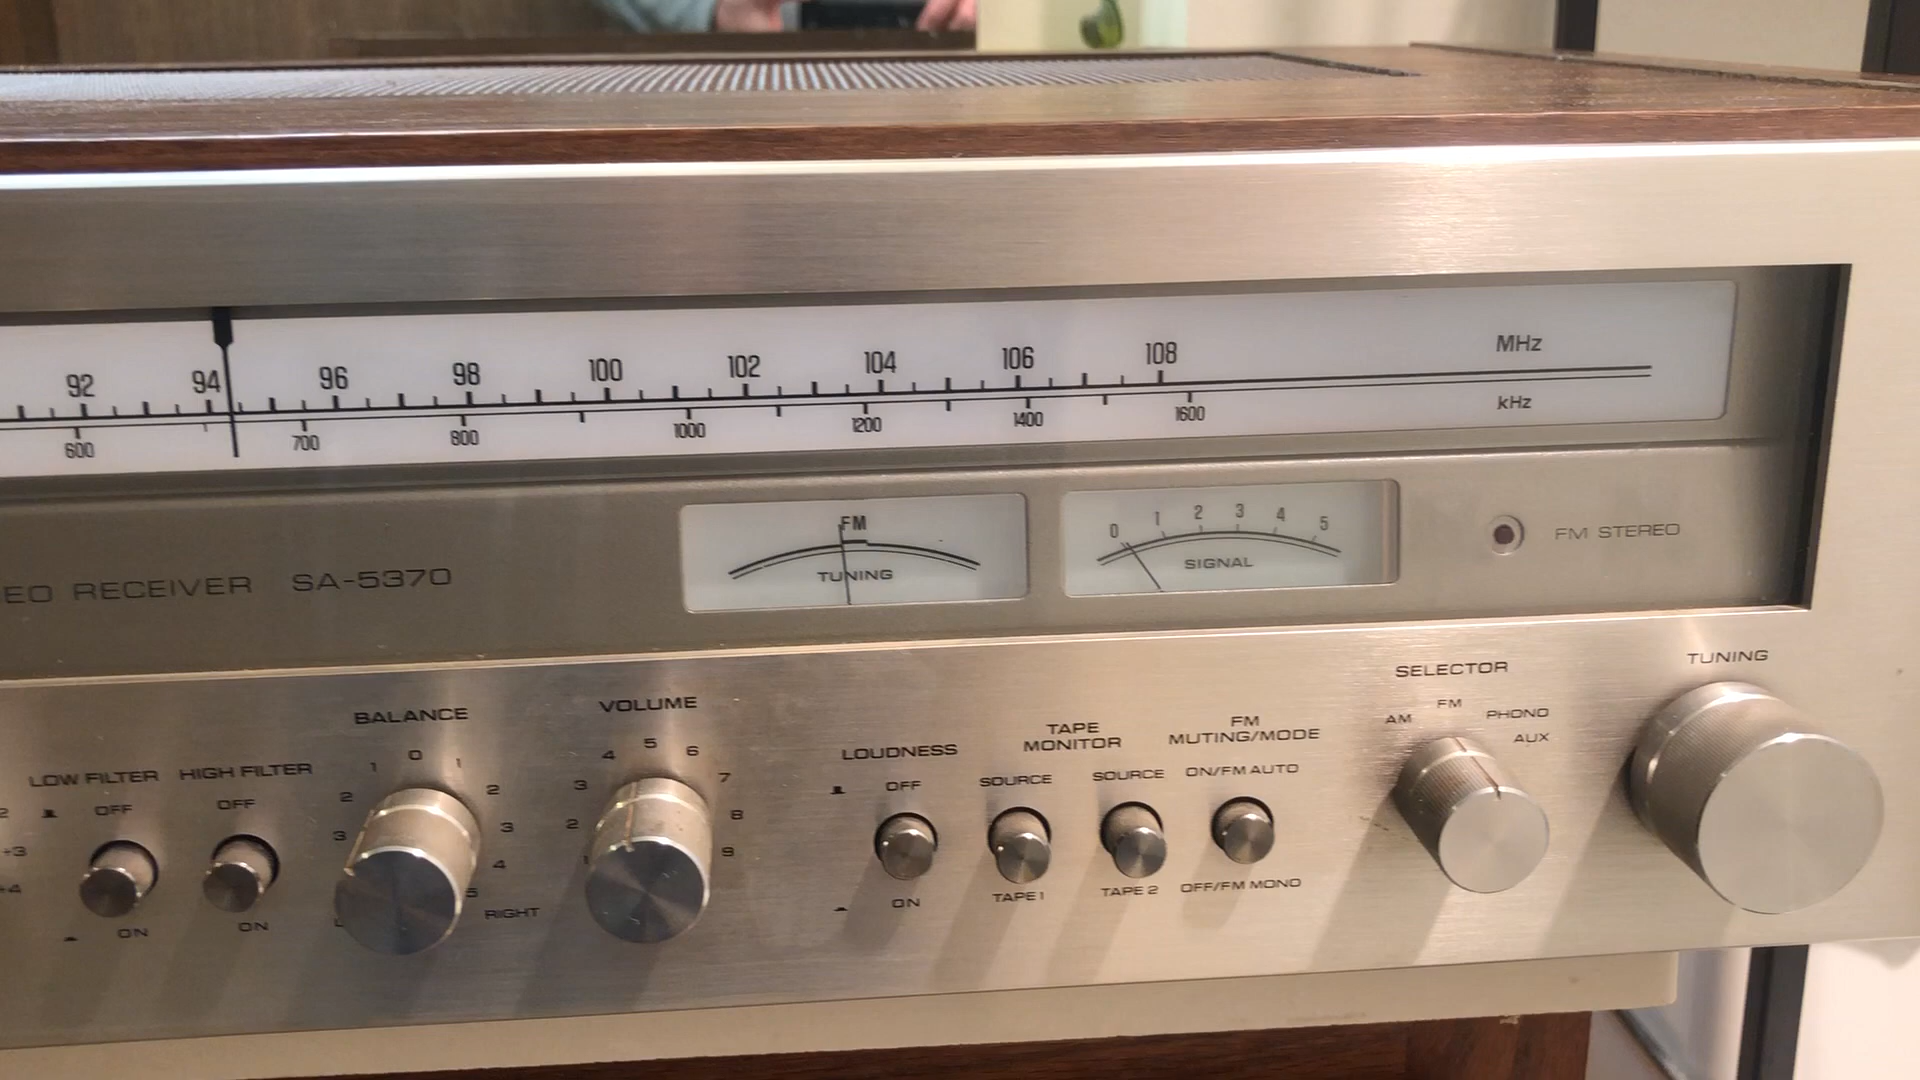 92 94 96 98 100 102 104 106 108 MHz
600 700 800 1000 1200 1400 1600 kHz
FM
TUNING
0 1 2 3 4 5
SIGNAL
FM STEREO
EO RECEIVER SA-5370
LOW FILTER
OFF
ON
HIGH FILTER
OFF
ON
2
+3
+4
BALANCE
3 2 1 0 1 2 3 4 5
L
RIGHT
VOLUME
1 2 3 4 5 6 7 8 9
LOUDNESS
OFF
ON
TAPE
MONITOR
SOURCE SOURCE
TAPE 1 TAPE 2
FM
MUTING/MODE
ON/FM AUTO
OFF/FM MONO
SELECTOR
AM FM PHONO
AUX
TUNING